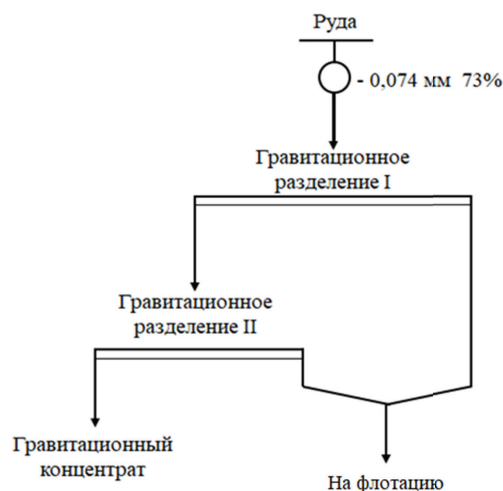 Руда
- 0,074 мм 73%
Гравитационное
разделение I
Гравитационное
разделение II
Гравитационный
концентрат
На флотацию